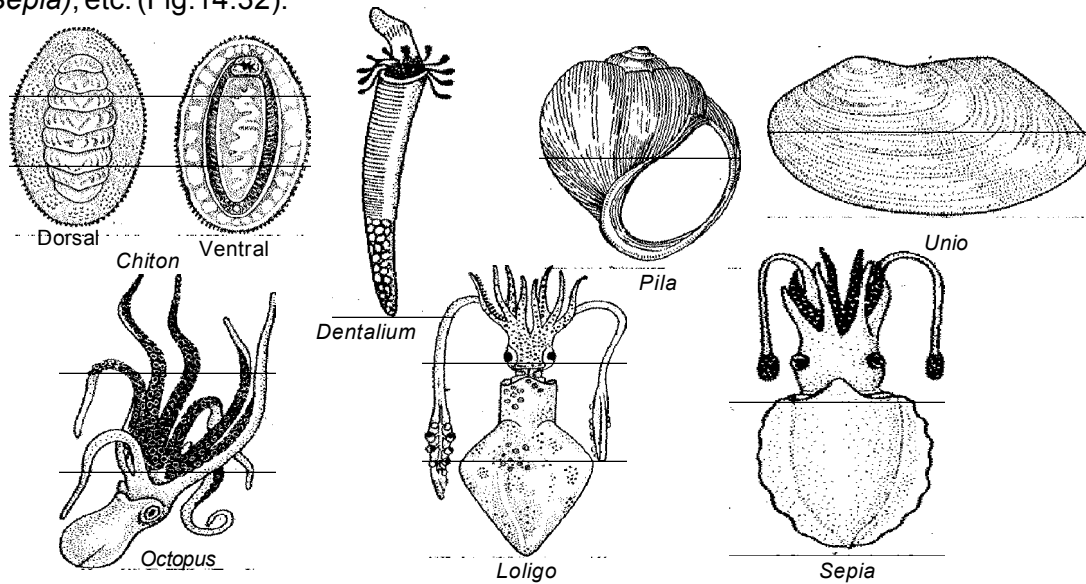 Sepia), etc. (Fig.14.32).
Dorsal
Ventral
Chiton
Dentalium
Pila
Unio
Octopus
Loligo
Sepia